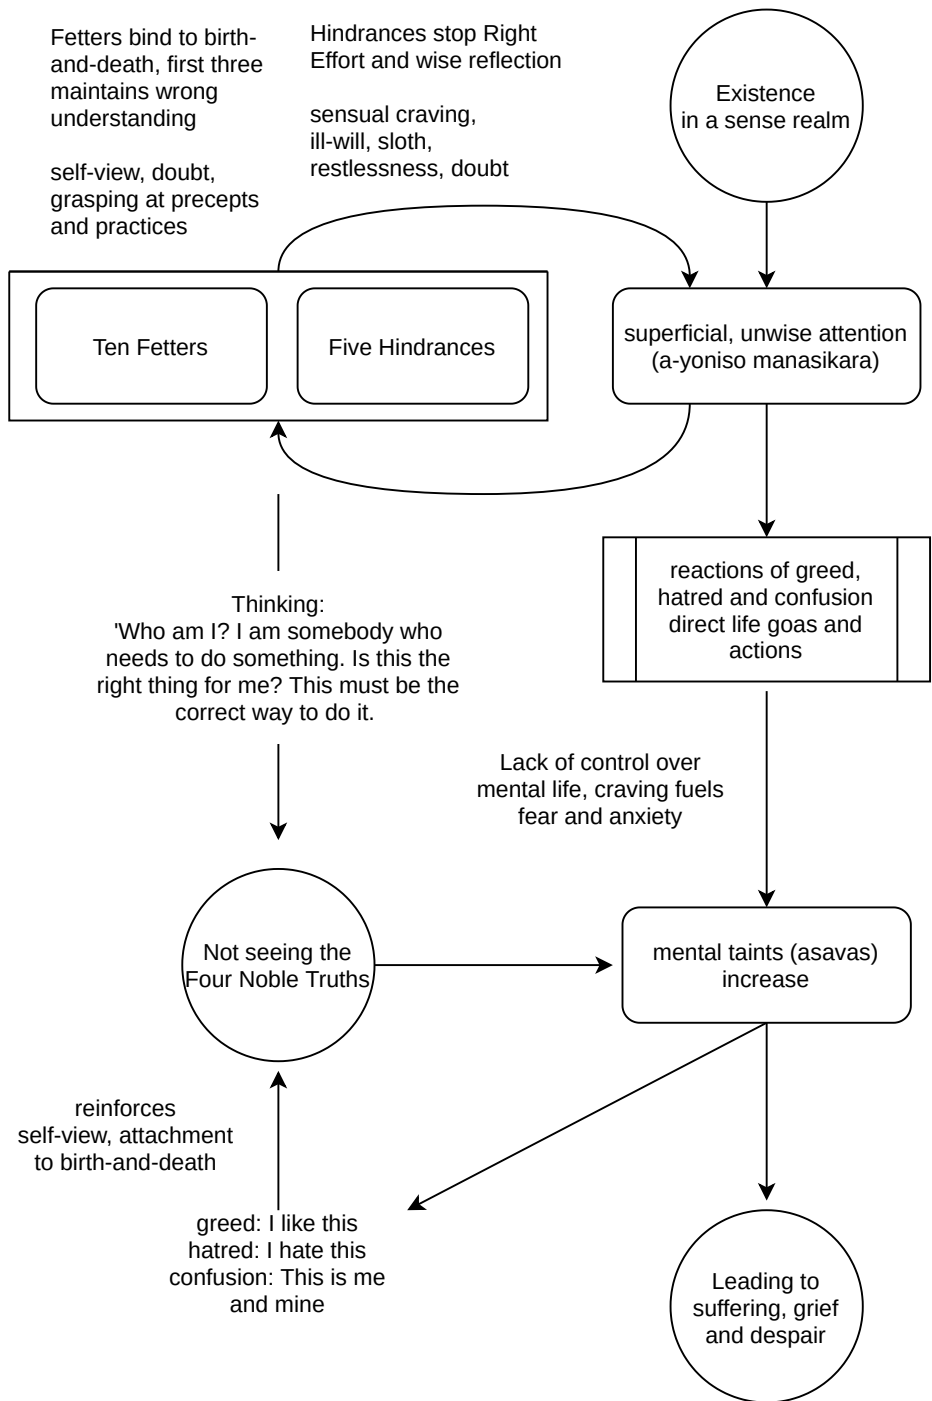 Fetters bind to birth-
and-death, first three
maintains wrong
understanding
self-view, doubt,
grasping at precepts
and practices
Hindrances stop Right
Effort and wise reflection
sensual craving,
ill-will, sloth,
restlessness, doubt
Existence
in a sense realm
Ten Fetters
Five Hindrances
superficial, unwise attention
(a-yoniso manasikara)
reactions of greed,
hatred and confusion
direct life goas and
actions
Thinking:
'Who am I? I am somebody who
needs to do something. Is this the
right thing for me? This must be the
correct way to do it.
Lack of control over
mental life, craving fuels
fear and anxiety
Not seeing the
Four Noble Truths
mental taints (asavas)
increase
reinforces
self-view, attachment
to birth-and-death
greed: I like this
hatred: I hate this
confusion: This is me
and mine
Leading to
suffering, grief
and despair